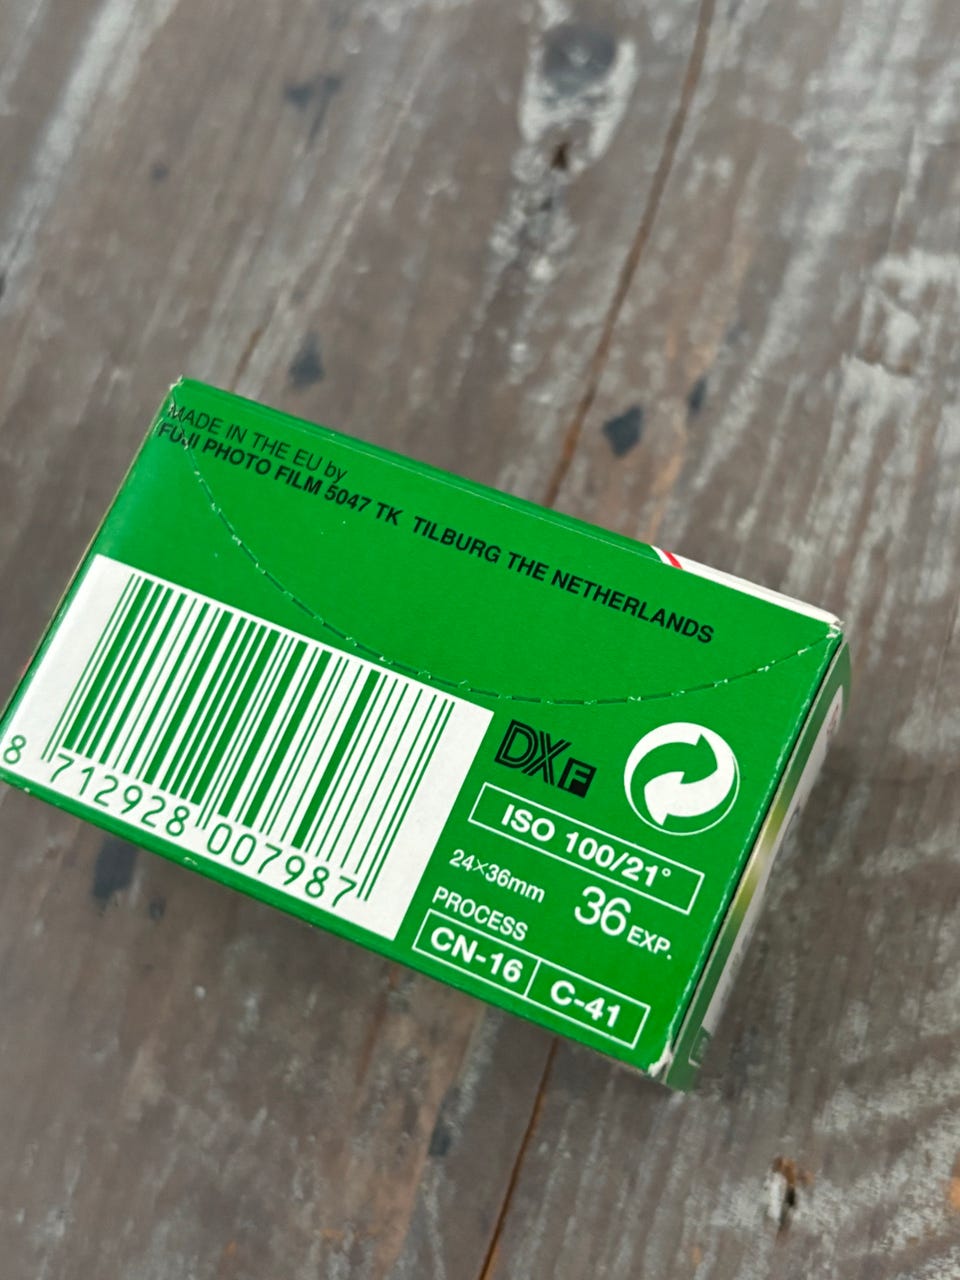 MADE IN THE EU by
FUJI PHOTO FILM 5047 TK TILBURG THE NETHERLANDS
8 712928 007987
DX F
ISO 100/21°
24×36mm 36 EXP.
PROCESS
CN-16 C-41